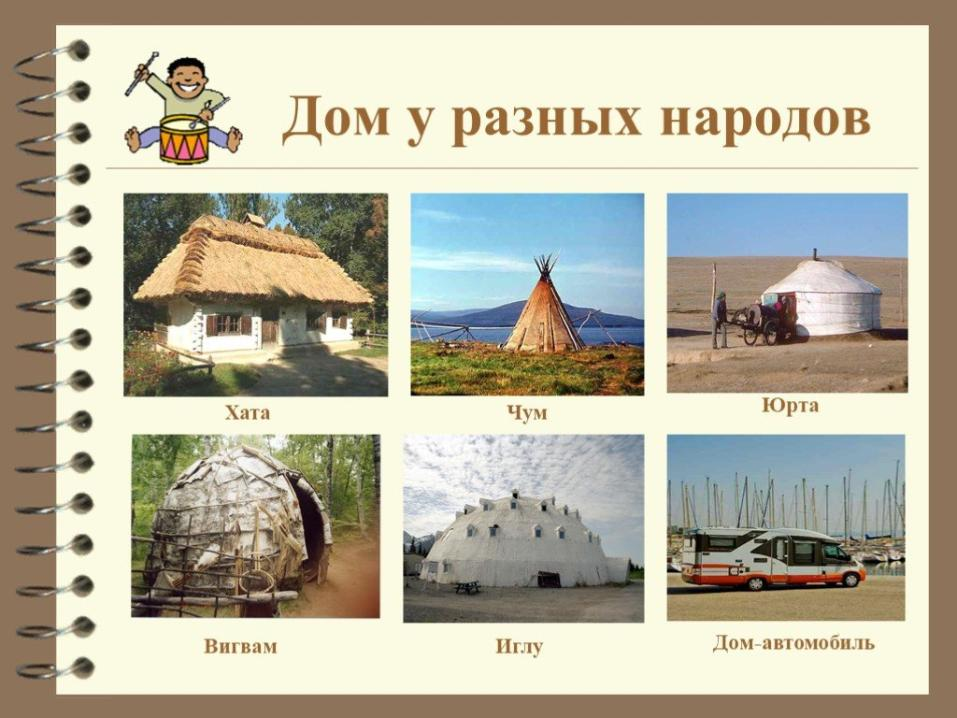 Дом у разных народов
Хата
Чум
Юрта
Вигвам
Иглу
Дом-автомобиль